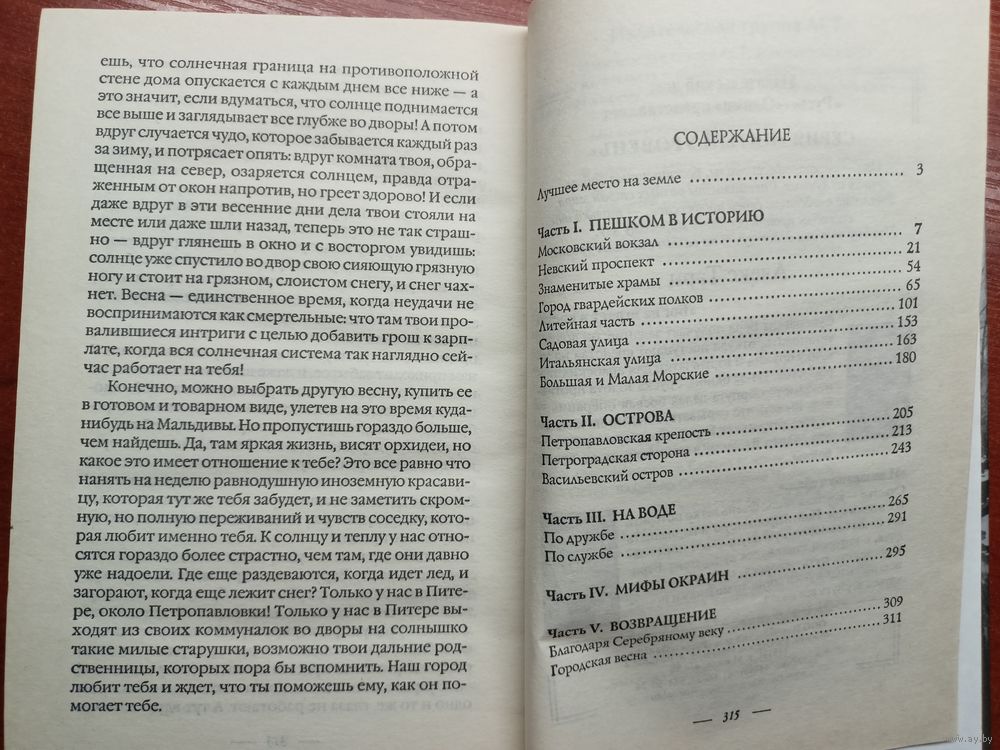 ешь, что солнечная граница на противоположной
стене дома опускается с каждым днем все ниже — а
это значит, если вдуматься, что солнце поднимается
все выше и заглядывает все глубже во дворы! А потом
вдруг случается чудо, которое забывается каждый раз
за зиму, и потрясает опять: вдруг комната твоя, обра-
щенная на север, озаряется солнцем, правда отра-
женным от окон напротив, но греет здорово! И если
даже вдруг в эти весенние дни дела твои стояли на
месте или даже шли назад, теперь это не так страш-
но — вдруг глянешь в окно и с восторгом увидишь:
солнце уже спустило во двор свою сияющую грязную
ногу и стоит на грязном, слоистом снегу, и снег чах-
нет. Весна — единственное время, когда неудачи не
воспринимаются как смертельные: что там твои про-
валившиеся интриги с целью добавить грош к зарп-
лате, когда вся солнечная система так наглядно сей-
час работает на тебя!
Конечно, можно выбрать другую весну, купить ее
в готовом и товарном виде, улетев на это время куда-
нибудь на Мальдивы. Но пропустишь гораздо больше,
чем найдешь. Да, там яркая жизнь, висят орхидеи, но
какое это имеет отношение к тебе? Это все равно что
нанять на неделю равнодушную иноземную красави-
цу, которая тут же тебя забудет, и не заметить скром-
ную, но полную переживаний и чувств соседку, кото-
рая любит именно тебя. К солнцу и теплу у нас отно-
сятся гораздо более страстно, чем там, где они давно
уже надоели. Где еще раздеваются, когда идет лед, и
загорают, когда еще лежит снег? Только у нас в Пите-
ре, около Петропавловки! Только у нас в Питере вы-
ходят из своих коммуналок во дворы на солнышко
такие милые старушки, возможно твои дальние род-
ственницы, которых пора бы вспомнить. Наш город
любит тебя и ждет, что ты поможешь ему, как он по-
могает тебе.
СОДЕРЖАНИЕ
Лучшее место на земле 3
Часть I. ПЕШКОМ В ИСТОРИЮ
Московский вокзал 7
Невский проспект 21
Знаменитые храмы 54
Город гвардейских полков 65
Литейная часть 101
Садовая улица 153
Итальянская улица 163
Большая и Малая Морские 180
Часть II. ОСТРОВА
Петропавловская крепость 205
Петроградская сторона 213
Васильевский остров 243
Часть III. НА ВОДЕ
По дружбе 265
По службе 291
Часть IV. МИФЫ ОКРАИН 295
Часть V. ВОЗВРАЩЕНИЕ
Благодаря Серебряному веку 309
Городская весна 311
— 315 —
www.ay.by